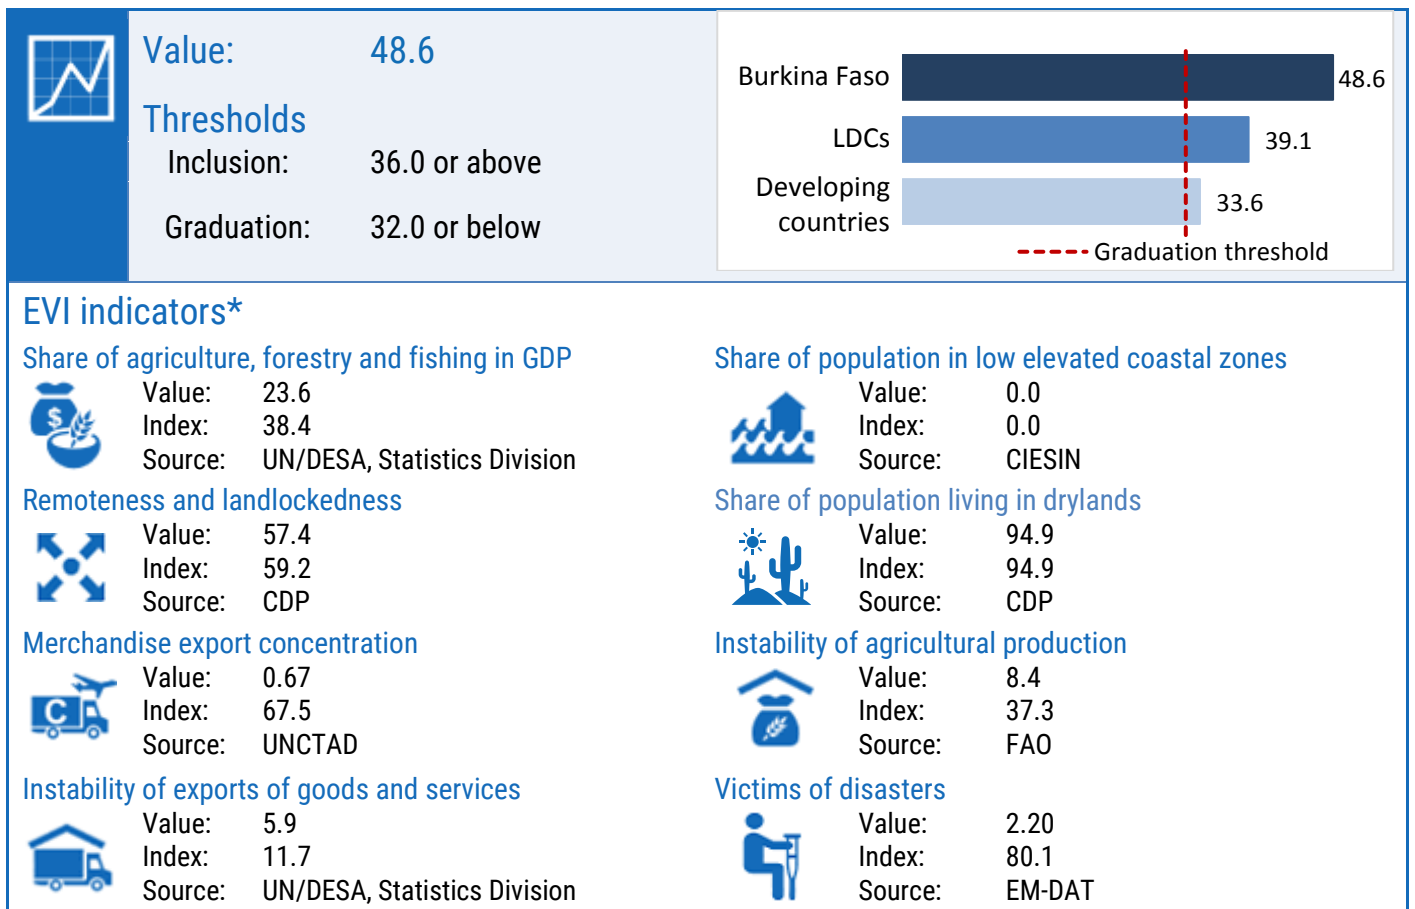 Value: 48.6
Thresholds
Inclusion: 36.0 or above
Graduation: 32.0 or below
Burkina Faso 48.6
LDCs 39.1
Developing
countries 33.6
Graduation threshold
EVI indicators*
Share of agriculture, forestry and fishing in GDP
Value: 23.6
Index: 38.4
Source: UN/DESA, Statistics Division
Share of population in low elevated coastal zones
Value: 0.0
Index: 0.0
Source: CIESIN
Remoteness and landlockedness
Value: 57.4
Index: 59.2
Source: CDP
Share of population living in drylands
Value: 94.9
Index: 94.9
Source: CDP
Merchandise export concentration
C
Value: 0.67
Index: 67.5
Source: UNCTAD
Instability of agricultural production
Value: 8.4
Index: 37.3
Source: FAO
Instability of exports of goods and services
Value: 5.9
Index: 11.7
Source: UN/DESA, Statistics Division
Victims of disasters
Value: 2.20
Index: 80.1
Source: EM-DAT